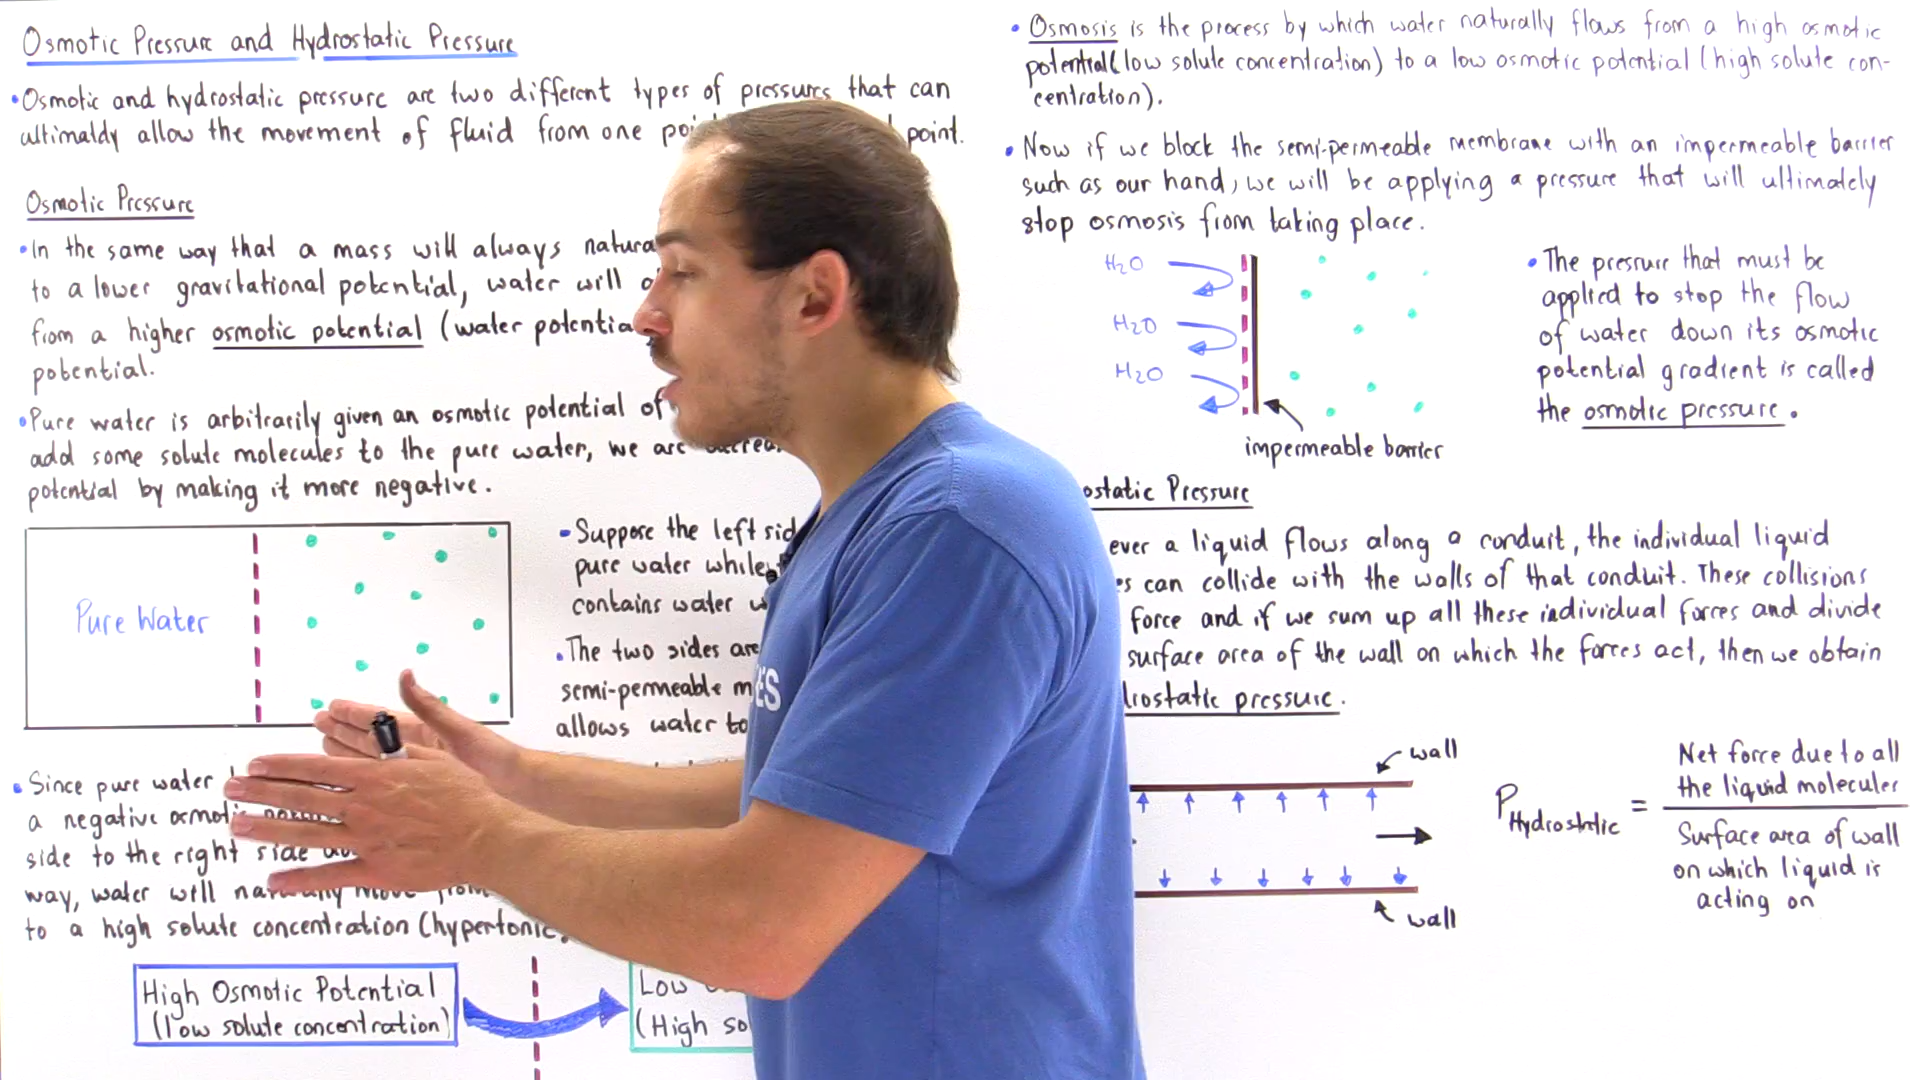 Osmotic Pressure and Hydrostatic Pressure
•Osmotic and hydrostatic pressure are two different types of pressures that can
ultimately allow the movement of fluid from one point.
Osmotic Pressure
•In the same way that a mass will always
to a lower gravitational potential, water will
from a higher osmotic potential (water
potential.
•Pure water is arbitrarily given an osmotic potential of
add some solute molecules to the pure water, we are
potential by making it more negative.
Pure Water
•Suppose the left
pure water while
contains water
•The two sides are
semi-permeable
allows water to
•Since pure water
a negative
side to the right side
way, water will naturally move from
to a high solute concentration (hypertonic
High Osmotic Potential
(low solute concentration)
Low
(High
•Osmosis is the process by which water naturally flows from a high osmotic
potential (low solute concentration) to a low osmotic potential (high solute con-
centration).
•Now if we block the semi-permeable membrane with an impermeable barrier
such as our hand, we will be applying a pressure that will ultimately
stop osmosis from taking place.
H2O
H2O
H2O
impermeable barrier
•The pressure that must be
applied to stop the flow
of water down its osmotic
potential gradient is called
the osmotic pressure.
ostatic Pressure
ever a liquid flows along a conduit, the individual liquid
can collide with the walls of that conduit. These collisions
force and if we sum up all these individual forces and divide
surface area of the wall on which the forces act, then we obtain
drostatic pressure.
wall
wall
P Hydrostatic = Net force due to all
the liquid molecules
Surface area of wall
on which liquid is
acting on
ES